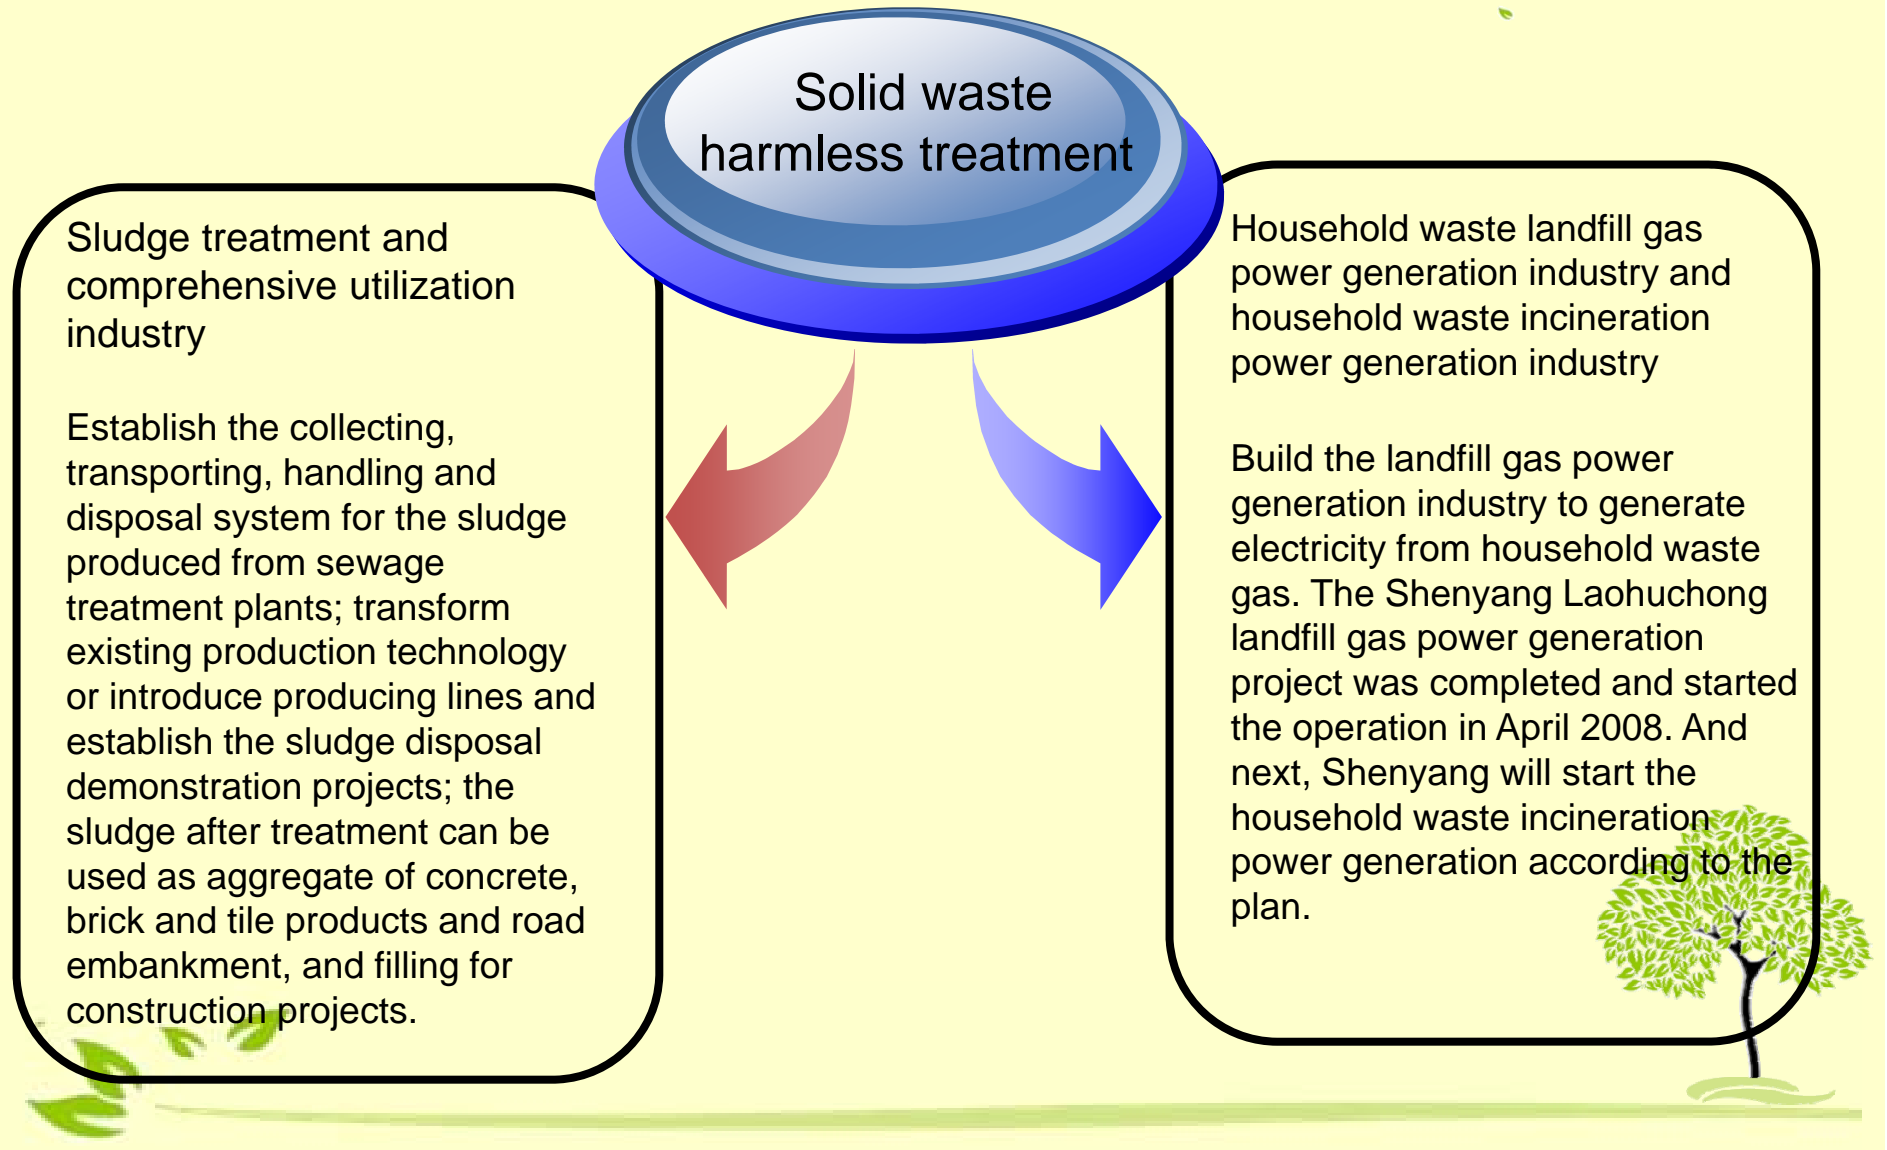 Solid waste
harmless treatment
Sludge treatment and
comprehensive utilization
industry
Establish the collecting,
transporting, handling and
disposal system for the sludge
produced from sewage
treatment plants; transform
existing production technology
or introduce producing lines and
establish the sludge disposal
demonstration projects; the
sludge after treatment can be
used as aggregate of concrete,
brick and tile products and road
embankment, and filling for
construction projects.
Household waste landfill gas
power generation industry and
household waste incineration
power generation industry
Build the landfill gas power
generation industry to generate
electricity from household waste
gas. The Shenyang Laohuchong
landfill gas power generation
project was completed and started
the operation in April 2008. And
next, Shenyang will start the
household waste incineration
power generation according to the
plan.